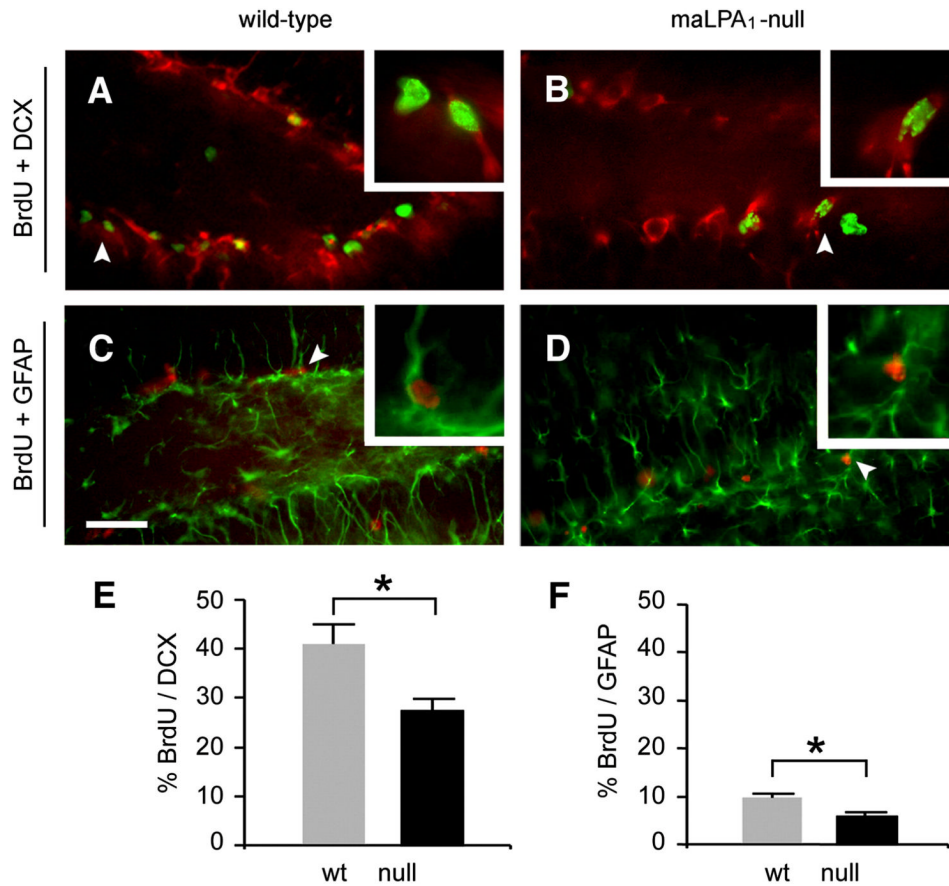 wild-type
maLPA₁-null
BrdU + DCX
A
B
BrdU + GFAP
C
D
E
% BrdU / DCX
50
40
30
20
10
0
*
wt null
F
% BrdU / GFAP
50
40
30
20
10
0
*
wt null